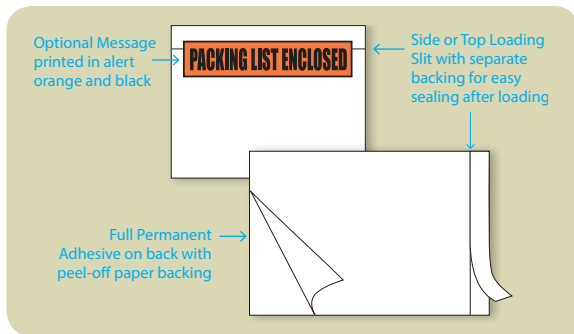 Optional Message
printed in alert
orange and black
PACKING LIST ENCLOSED
Side or Top Loading
Slit with separate
backing for easy
sealing after loading
Full Permanent
Adhesive on back with
peel-off paper backing